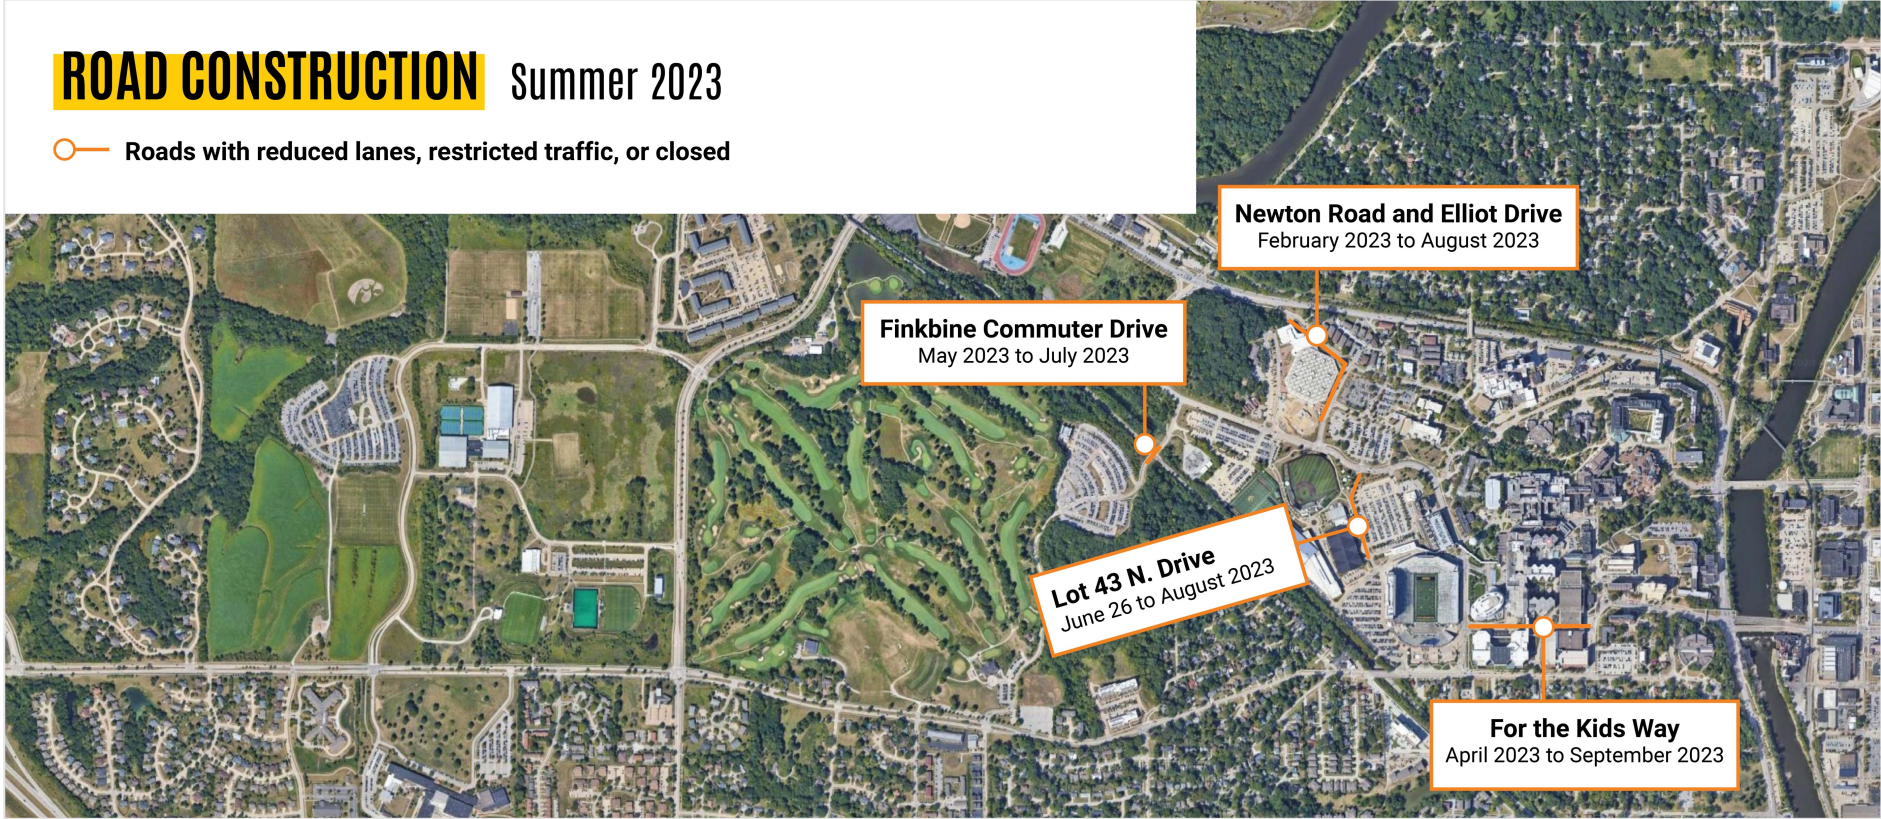 ROAD CONSTRUCTION Summer 2023
Roads with reduced lanes, restricted traffic, or closed
Newton Road and Elliot Drive
February 2023 to August 2023
Finkbine Commuter Drive
May 2023 to July 2023
Lot 43 N. Drive
June 26 to August 2023
For the Kids Way
April 2023 to September 2023